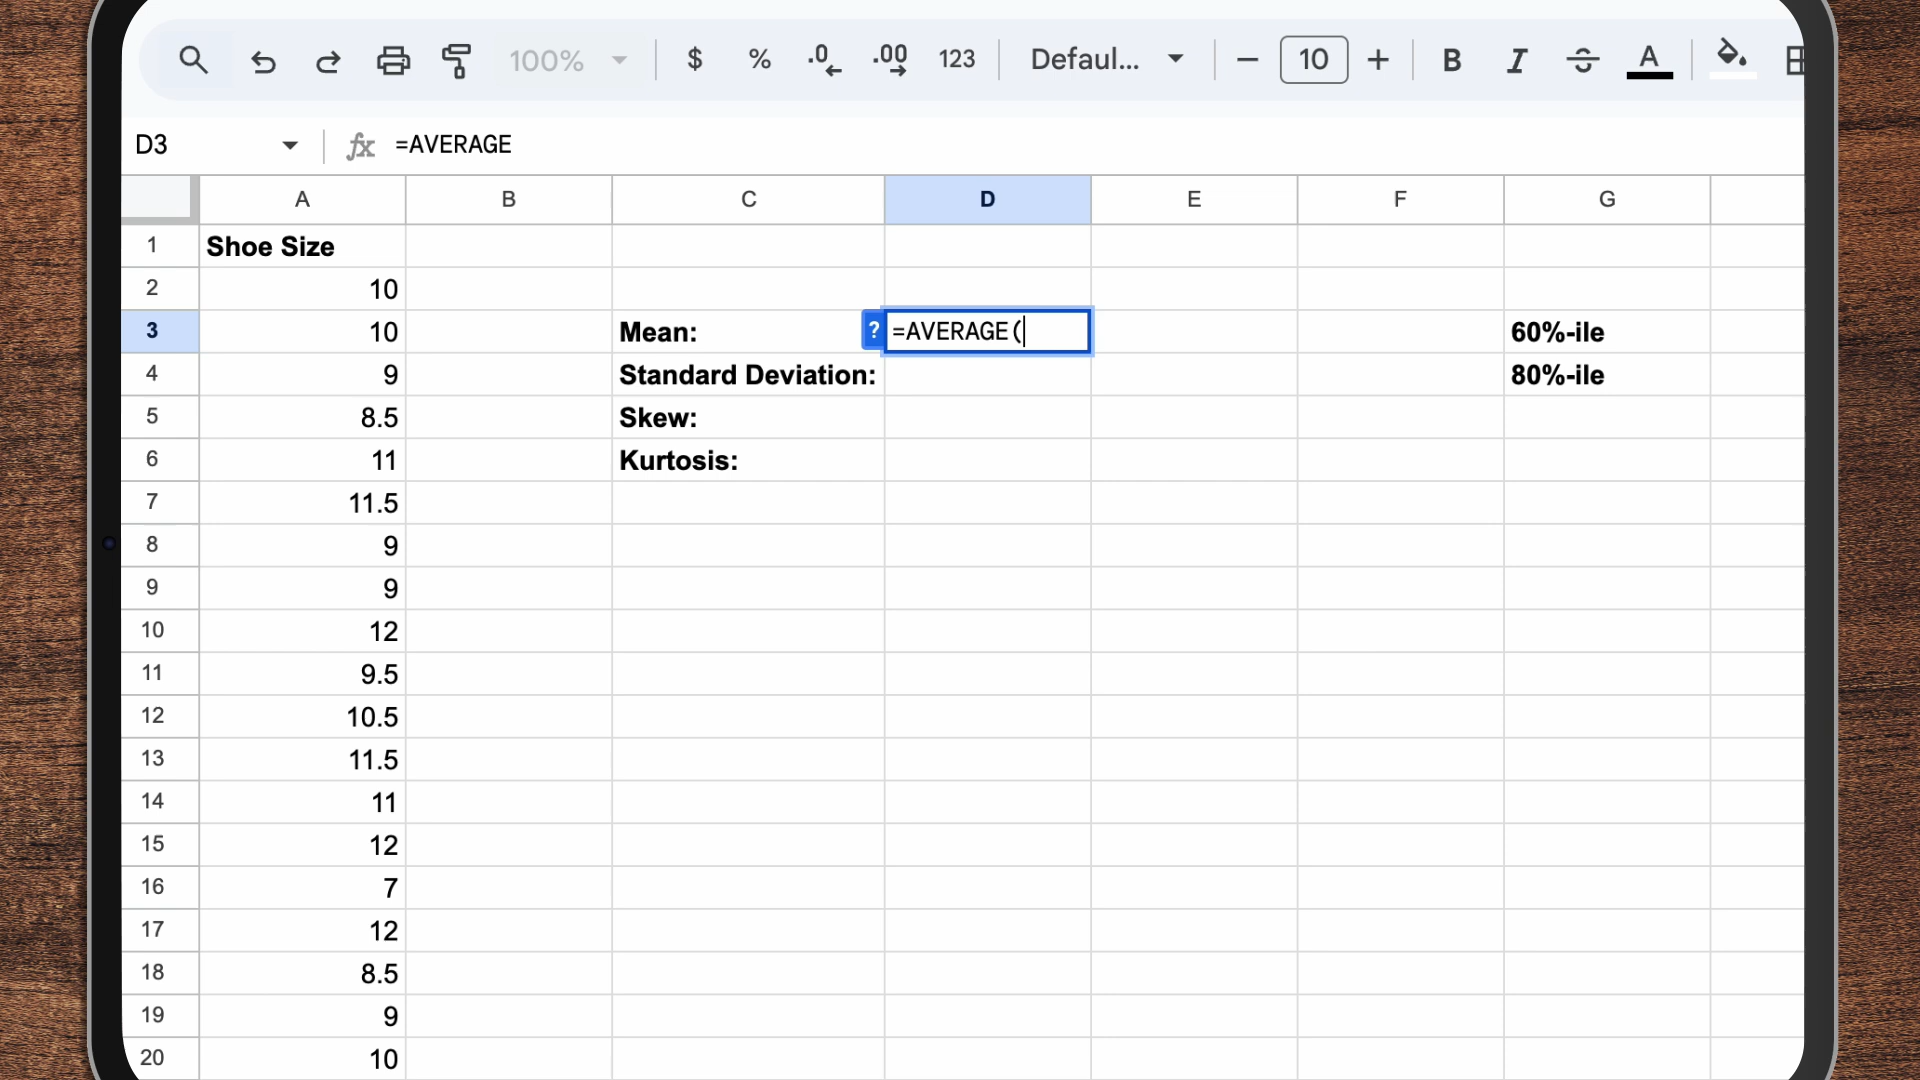 100% $ % .0 .00 123 Defaul... 10 B I A
D3 fx =AVERAGE
A B C D E F G
1 Shoe Size
2 10
3 10 Mean: ? =AVERAGE( 60%-ile
4 9 Standard Deviation: 80%-ile
5 8.5 Skew:
6 11 Kurtosis:
7 11.5
8 9
9 9
10 12
11 9.5
12 10.5
13 11.5
14 11
15 12
16 7
17 12
18 8.5
19 9
20 10